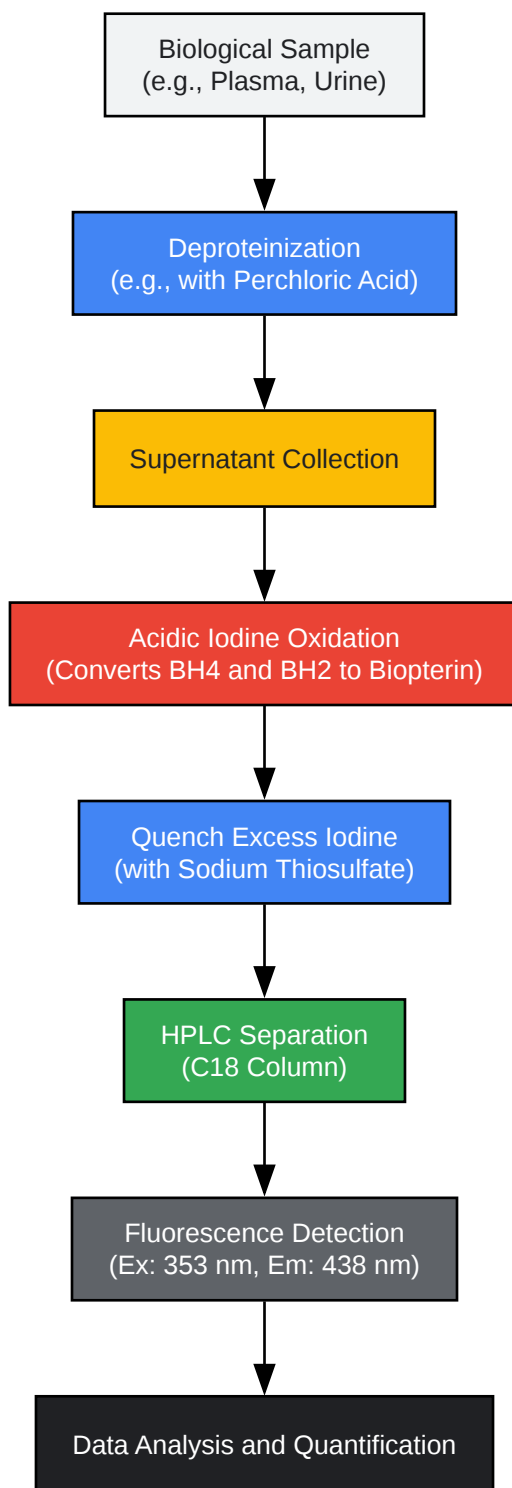 Biological Sample
(e.g., Plasma, Urine)
Deproteinization
(e.g., with Perchloric Acid)
Supernatant Collection
Acidic Iodine Oxidation
(Converts BH4 and BH2 to Biopterin)
Quench Excess Iodine
(with Sodium Thiosulfate)
HPLC Separation
(C18 Column)
Fluorescence Detection
(Ex: 353 nm, Em: 438 nm)
Data Analysis and Quantification